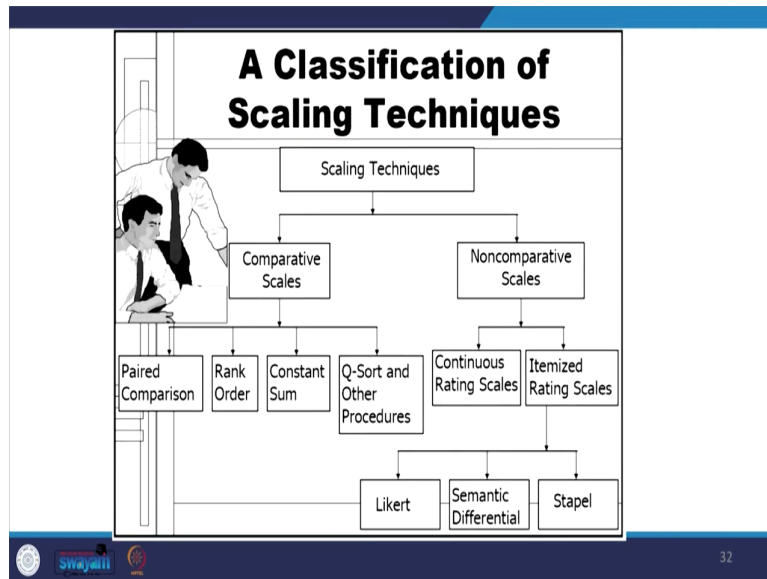 A Classification of
Scaling Techniques
Scaling Techniques
Comparative
Scales
Noncomparative
Scales
Paired
Comparison
Rank
Order
Constant
Sum
Q-Sort and
Other
Procedures
Continuous
Rating Scales
Itemized
Rating Scales
Likert
Semantic
Differential
Stapel
swayam
32